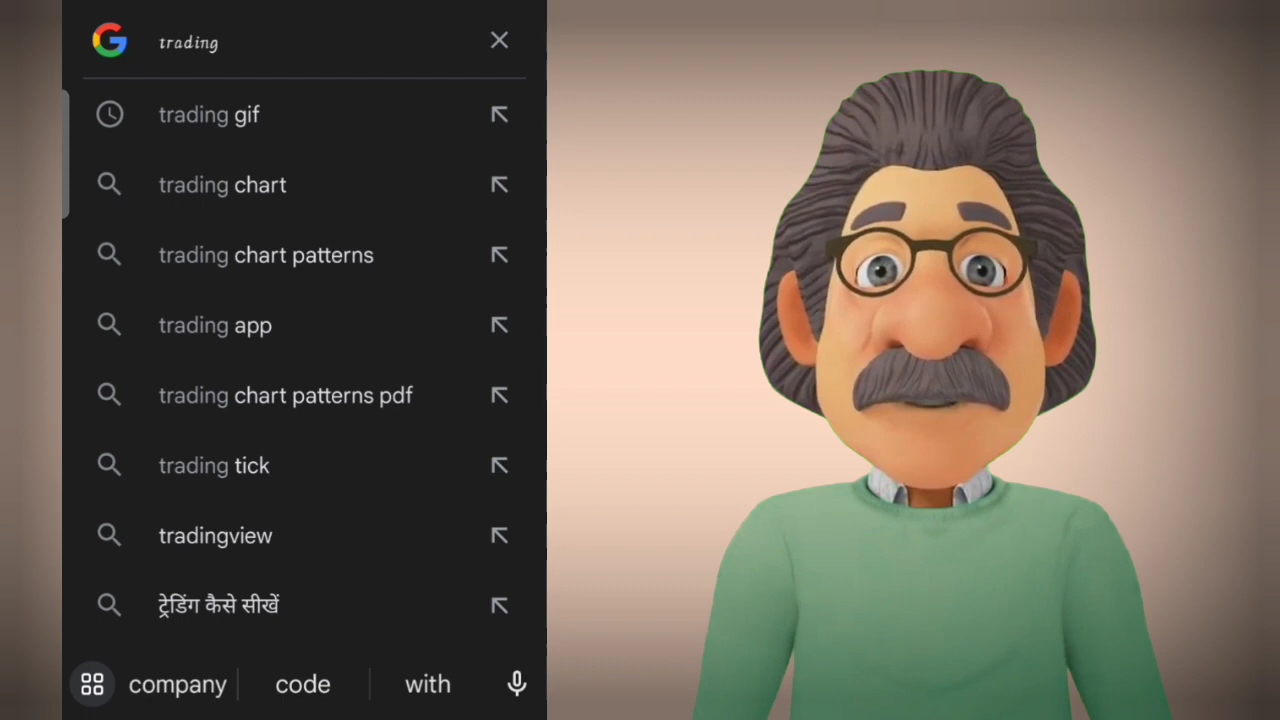 trading
trading gif
trading chart
trading chart patterns
trading app
trading chart patterns pdf
trading tick
tradingview
ट्रेडिंग कैसे सीखें
company code with